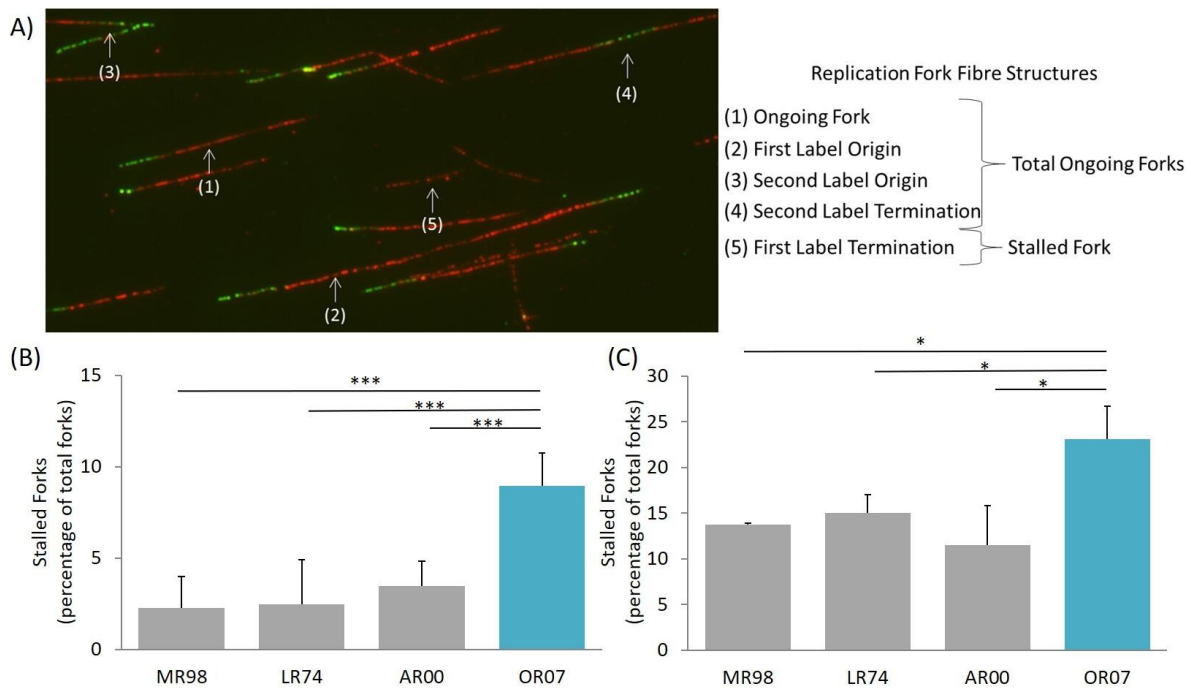 A)
(3)
(4)
(1)
(5)
(2)
Replication Fork Fibre Structures
(1) Ongoing Fork
(2) First Label Origin
(3) Second Label Origin
(4) Second Label Termination
(5) First Label Termination
Total Ongoing Forks
Stalled Fork
(B)
Stalled Forks
(percentage of total forks)
15
10
5
0
***
***
***
MR98 LR74 AR00 OR07
(C)
Stalled Forks
(percentage of total forks)
30
25
20
15
10
5
0
*
*
*
MR98 LR74 AR00 OR07